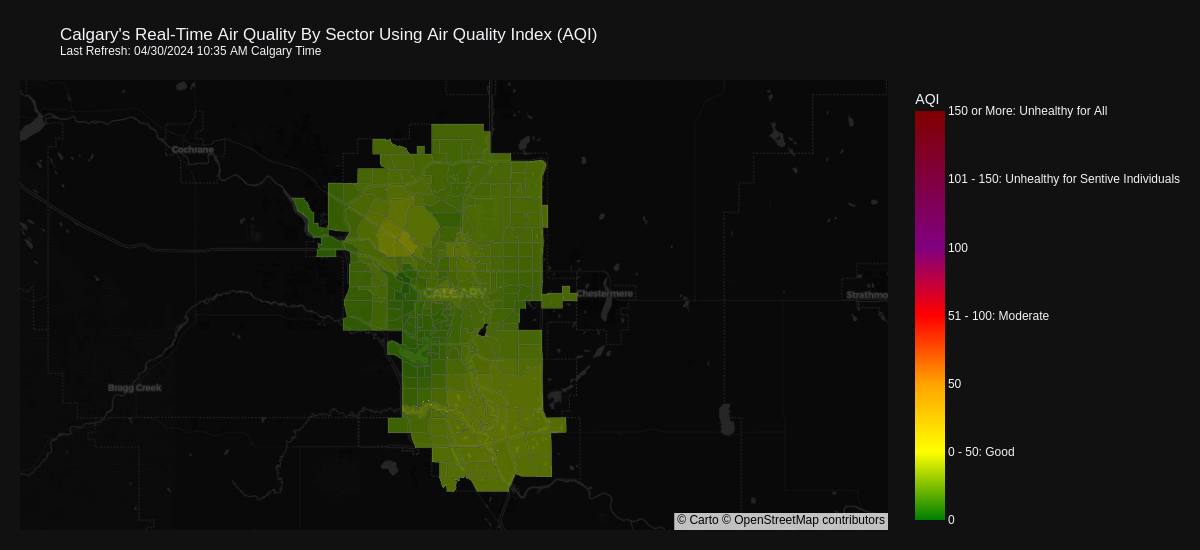 Calgary's Real-Time Air Quality By Sector Using Air Quality Index (AQI)
Last Refresh: 04/30/2024 10:35 AM Calgary Time
AQI
150 or More: Unhealthy for All
Cochrane
101 - 150: Unhealthy for Sentive Individuals
100
CALGARY
Chestermere
Strathmo
51 - 100: Moderate
50
Bragg Creek
0 - 50: Good
0
© Carto © OpenStreetMap contributors